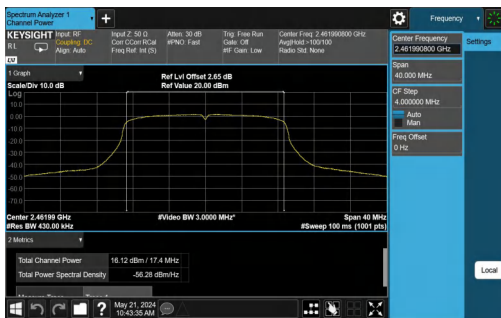 Spectrum Analyzer 1
Channel Power
+
Frequency
KEYSIGHT
Input: RF
Input Z: 50 Ω
Atten: 30 dB
Trig: Free Run
Center Freq: 2.461990800 GHz
RL
Coupling: DC
Corr CCorr RCal
#PNO: Fast
Gate: Off
Avg|Hold >100/100
Align: Auto
Freq Ref: Int (S)
#IF Gain: Low
Radio Std: None
LXI
Center Frequency
2.461990800 GHz
Settings
Span
40.000 MHz
CF Step
4.000000 MHz
Auto
Man
Freq Offset
0 Hz
1 Graph
Ref Lvl Offset 2.65 dB
Scale/Div 10.0 dB
Ref Value 20.00 dBm
Log
10.0
0.00
-10.0
-20.0
-30.0
-40.0
-50.0
-60.0
-70.0
Center 2.46199 GHz
#Video BW 3.0000 MHz*
Span 40 MHz
#Res BW 430.00 kHz
#Sweep 100 ms (1001 pts)
2 Metrics
Total Channel Power
16.12 dBm / 17.4 MHz
Total Power Spectral Density
-56.28 dBm/Hz
Local
?
May 21, 2024
10:43:35 AM